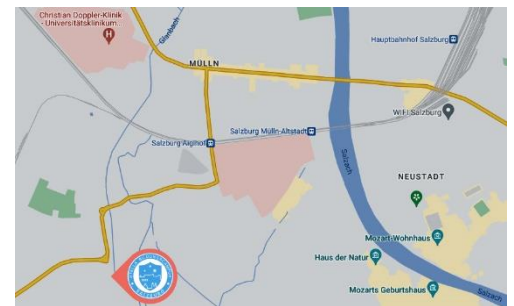 Christian Doppler-Klinik
- Universitätsklinikum...
Glanbach
Hauptbahnhof Salzburg
MÜLLN
WIFI Salzburg
Salzburg Mülln-Altstadt
Salzburg Aiglhof
Salzach
Salzach
NEUSTADT
Mozart-Wohnhaus
Haus der Natur
Mozarts Geburtshaus